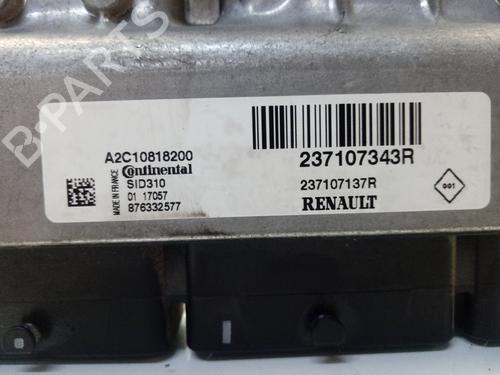 B-PARTS
A2C10818200
Continental
SID310
01 17057
876332577
MADE IN FRANCE
237107343R
237107137R
RENAULT
001